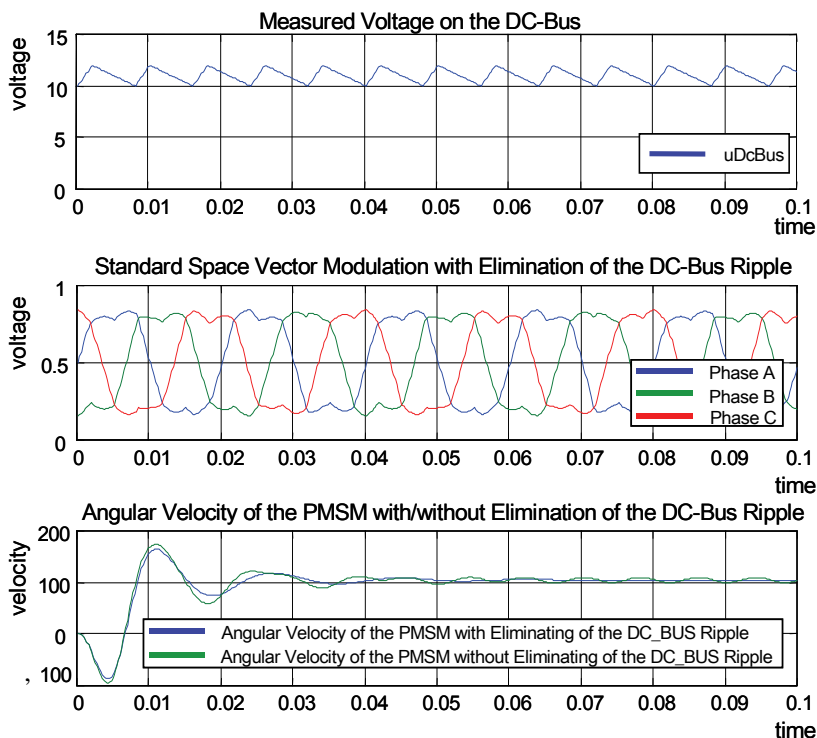 Measured Voltage on the DC-Bus
voltage
15
10
5
0
uDcBus
0 0.01 0.02 0.03 0.04 0.05 0.06 0.07 0.08 0.09 0.1
time
Standard Space Vector Modulation with Elimination of the DC-Bus Ripple
voltage
1
0.5
0
Phase A
Phase B
Phase C
0 0.01 0.02 0.03 0.04 0.05 0.06 0.07 0.08 0.09 0.1
time
Angular Velocity of the PMSM with/without Elimination of the DC-Bus Ripple
velocity
200
100
0
, 100
Angular Velocity of the PMSM with Eliminating of the DC_BUS Ripple
Angular Velocity of the PMSM without Eliminating of the DC_BUS Ripple
0 0.01 0.02 0.03 0.04 0.05 0.06 0.07 0.08 0.09 0.1
time